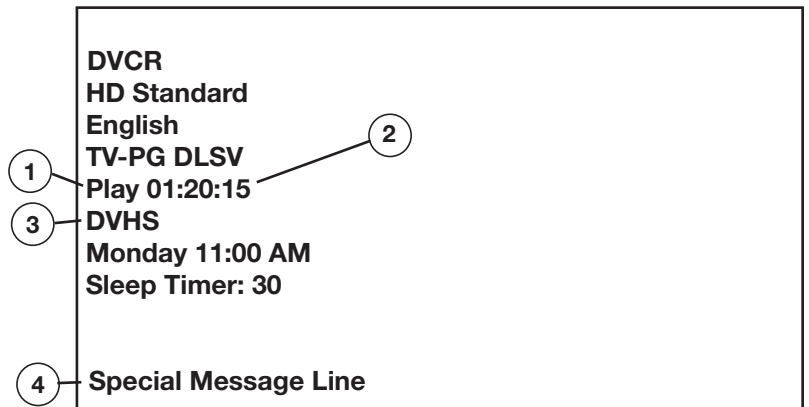 DVCR
HD Standard
English
2
TV-PG DLSV
1
Play 01:20:15
3
DVHS
Monday 11:00 AM
Sleep Timer: 30
4
Special Message Line